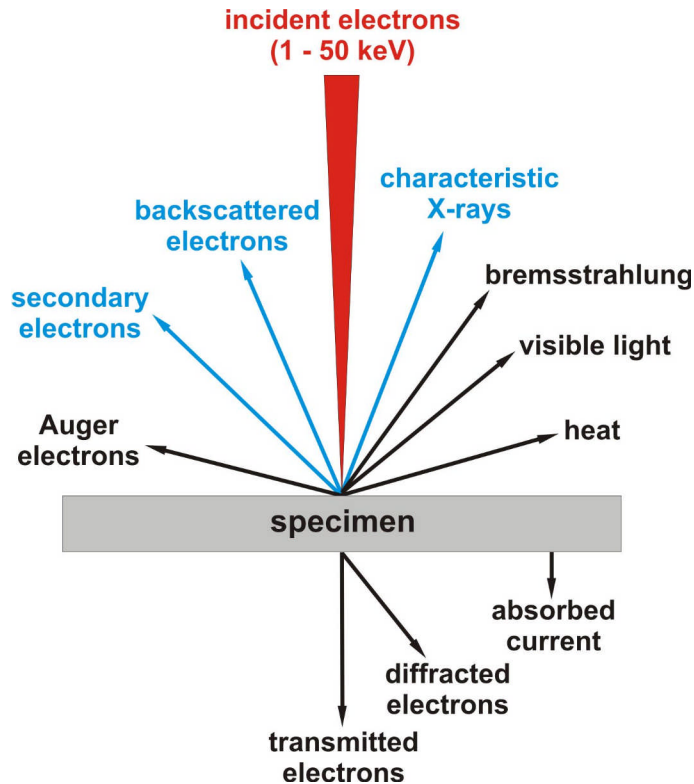 incident electrons
(1 - 50 keV)
characteristic
X-rays
backscattered
electrons
bremsstrahlung
secondary
electrons
visible light
Auger
electrons
heat
specimen
absorbed
current
diffracted
electrons
transmitted
electrons